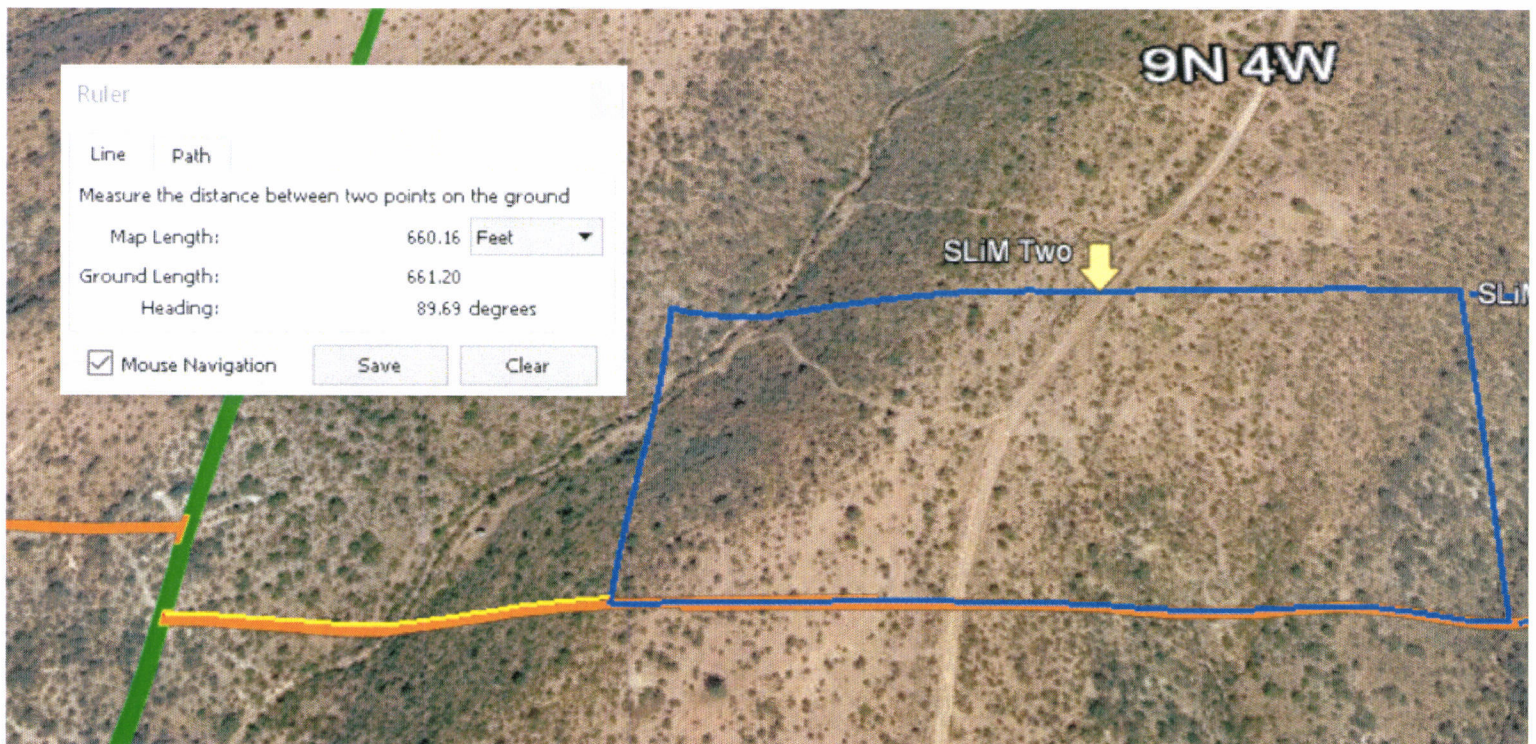 9N 4W
Ruler
Line Path
Measure the distance between two points on the ground
Map Length: 660.16 Feet
Ground Length: 661.20
Heading: 89.69 degrees
Mouse Navigation Save Clear
SLiM Two